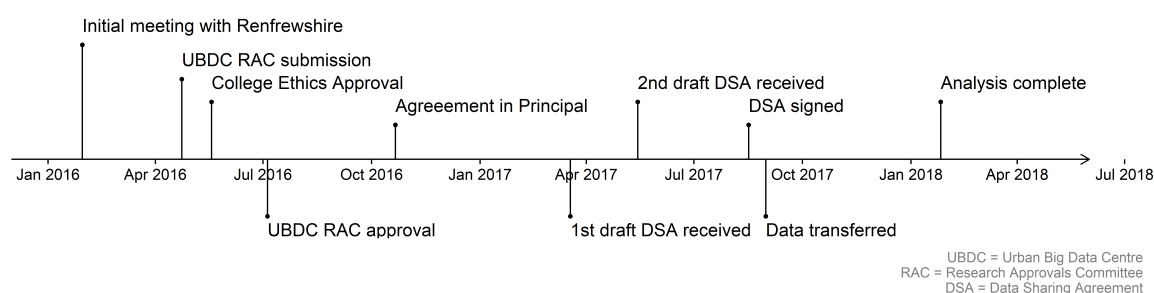 Initial meeting with Renfrewshire
UBDC RAC submission
College Ethics Approval
2nd draft DSA received
Analysis complete
Agreeement in Principal
DSA signed
Jan 2016 Apr 2016 Jul 2016 Oct 2016 Jan 2017 Apr 2017 Jul 2017 Oct 2017 Jan 2018 Apr 2018 Jul 2018
UBDC RAC approval
1st draft DSA received
Data transferred
UBDC = Urban Big Data Centre
RAC = Research Approvals Committee
DSA = Data Sharing Agreement